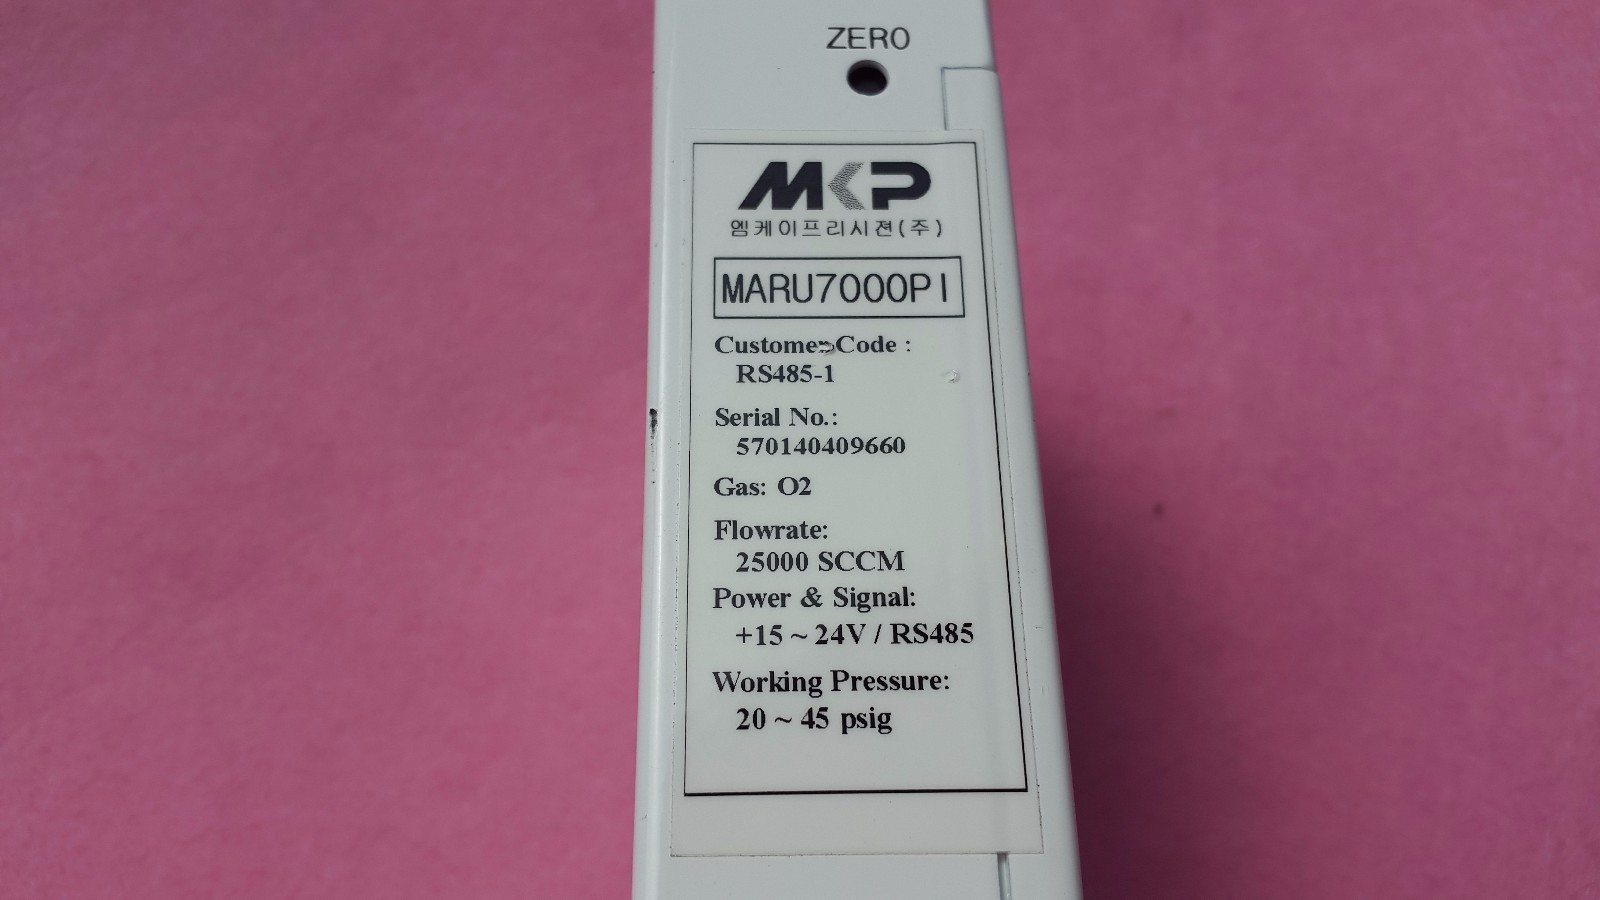 ZERO
MKP
엠케이프리시젼(주)
MARU7000PI
Customer Code :
RS485-1
Serial No.:
570140409660
Gas: O2
Flowrate:
25000 SCCM
Power & Signal:
+15 ~ 24V / RS485
Working Pressure:
20 ~ 45 psig